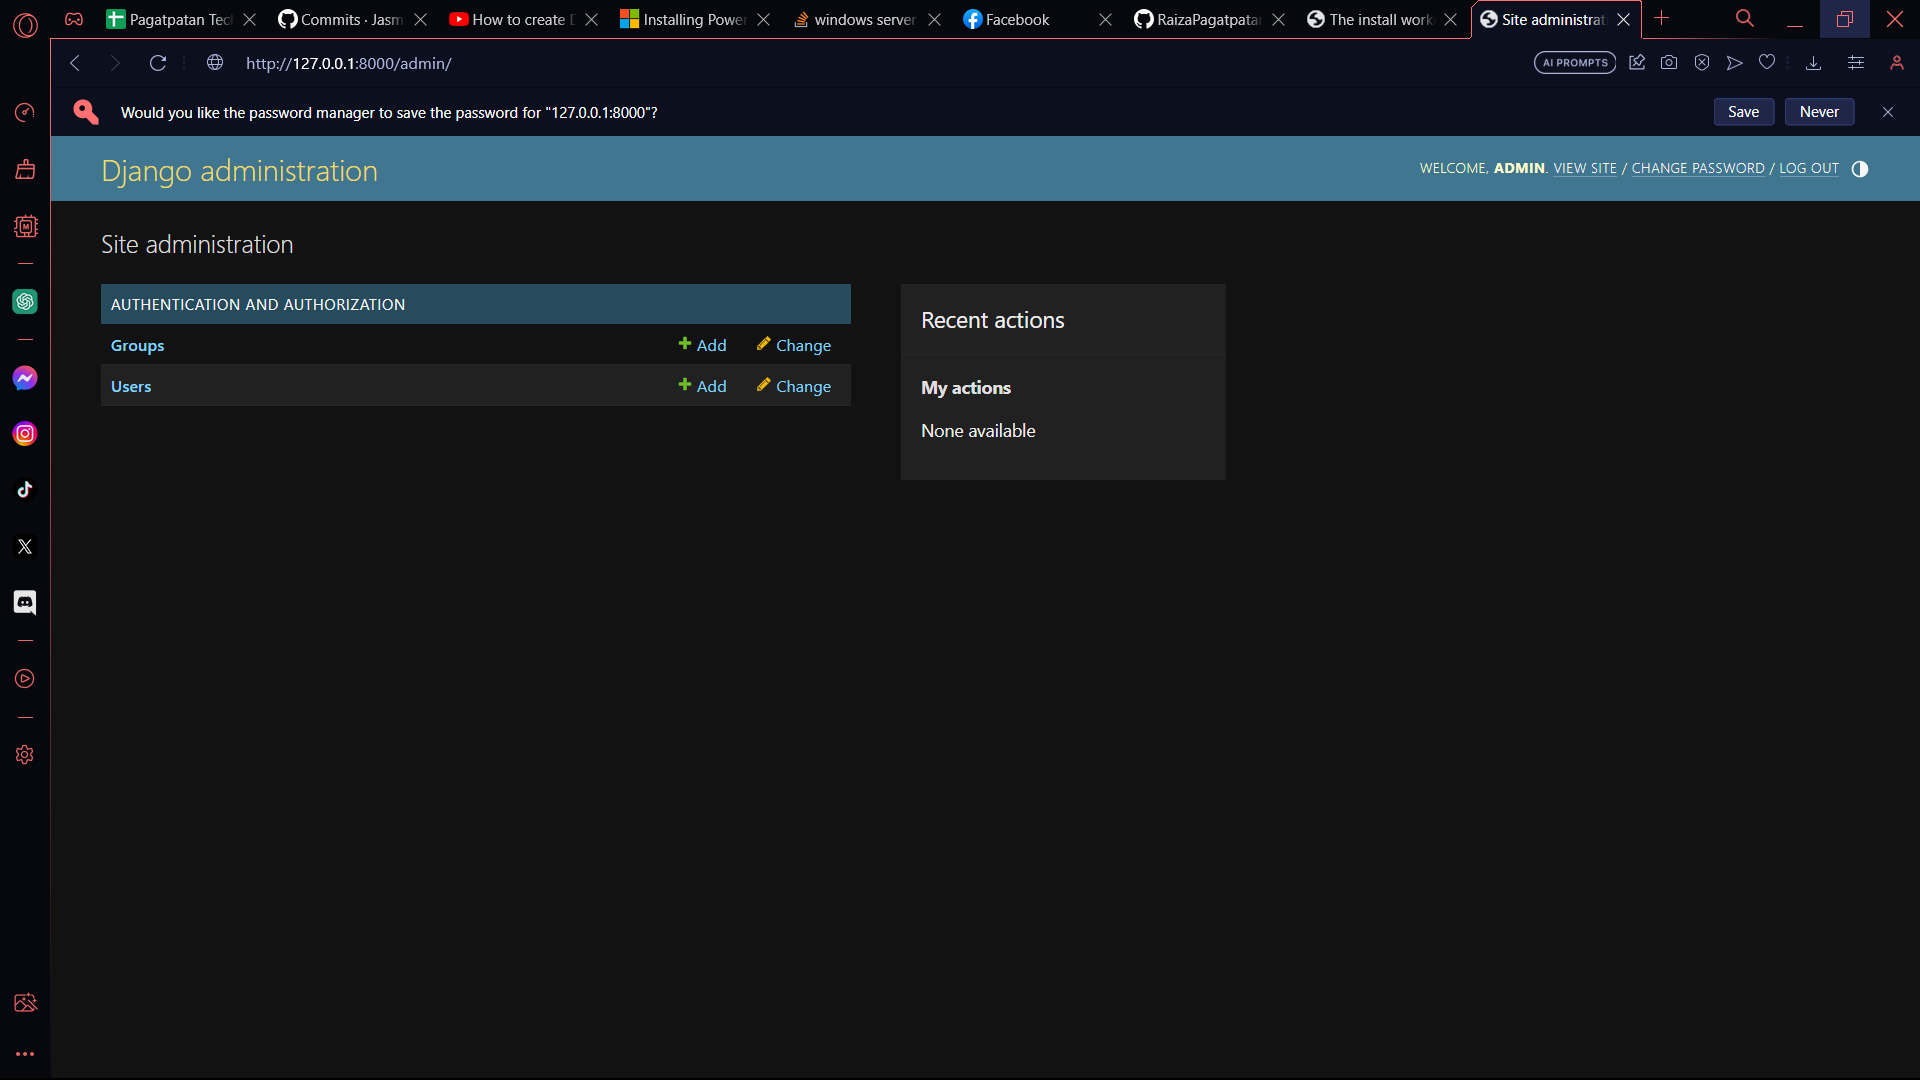 Pagatpatan Tec
Commits · Jasm
How to create D
Installing Power
windows server
Facebook
RaizaPagatpatan
The install work
Site administrat
http://127.0.0.1:8000/admin/
AI PROMPTS
Would you like the password manager to save the password for "127.0.0.1:8000"?
Save
Never
Django administration
WELCOME, ADMIN. VIEW SITE / CHANGE PASSWORD / LOG OUT
Site administration
AUTHENTICATION AND AUTHORIZATION
Groups
Add
Change
Users
Add
Change
Recent actions
My actions
None available